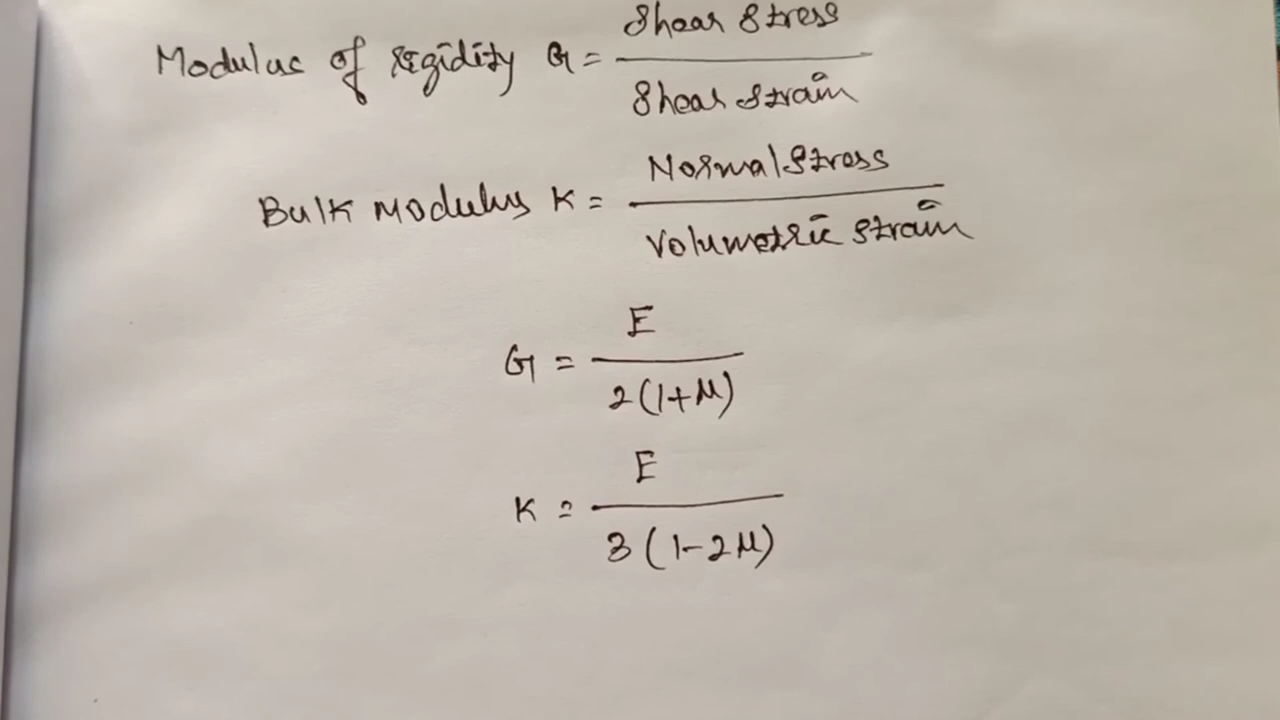 Modulus of rigidity G = Shear Stress / Shear Strain
Bulk Modulus K = Normal Stress / Volumetric Strain
G = E / 2(1+μ)
K = E / 3(1-2μ)